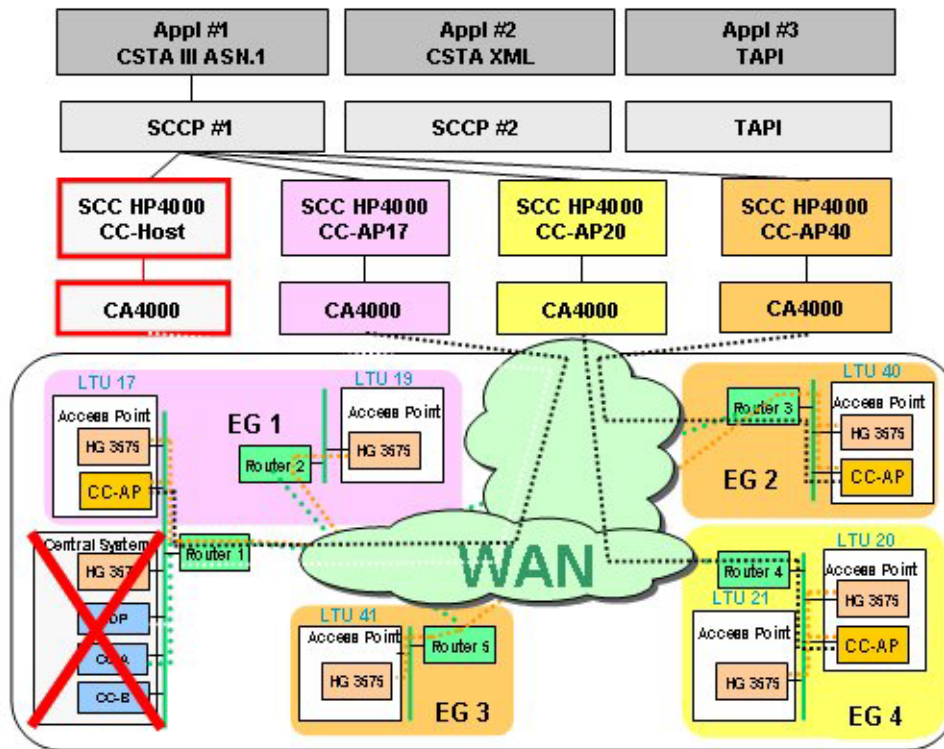 Appl #1
CSTA III ASN.1
Appl #2
CSTA XML
Appl #3
TAPI
SCCP #1
SCCP #2
TAPI
SCC HP4000
CC-Host
SCC HP4000
CC-AP17
SCC HP4000
CC-AP20
SCC HP4000
CC-AP40
CA4000
CA4000
CA4000
CA4000
LTU 17
Access Point
HG 3575
CC-AP
EG 1
LTU 19
Access Point
HG 3575
Router 2
Central System
HG 357
CC-A
CC-B
Router 1
WAN
LTU 40
Access Point
HG 3575
CC-AP
Router 3
EG 2
LTU 41
Access Point
HG 3575
Router 5
EG 3
Router 4
LTU 20
Access Point
HG 3575
CC-AP
LTU 21
Access Point
HG 3575
EG 4